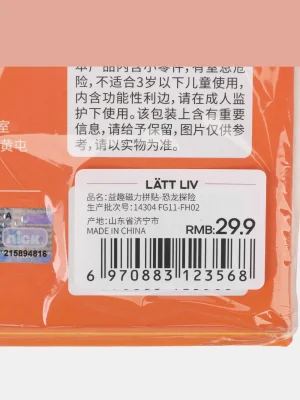 本产品内含小零件，有窒息危
险，不适合3岁以下儿童使用，
内含功能性利边，请在成人监
护下使用。该包装上含有重要
信息，请给予保留，图片仅供参
考，请以实物为准。
室
黄屯
LÄTT LIV
品名：益趣磁力拼贴-恐龙探险
生产批次号：14304 FG11-FH02
产地：山东省济宁市
MADE IN CHINA
RMB:29.9
6 970883 123568
A
nick
215894816